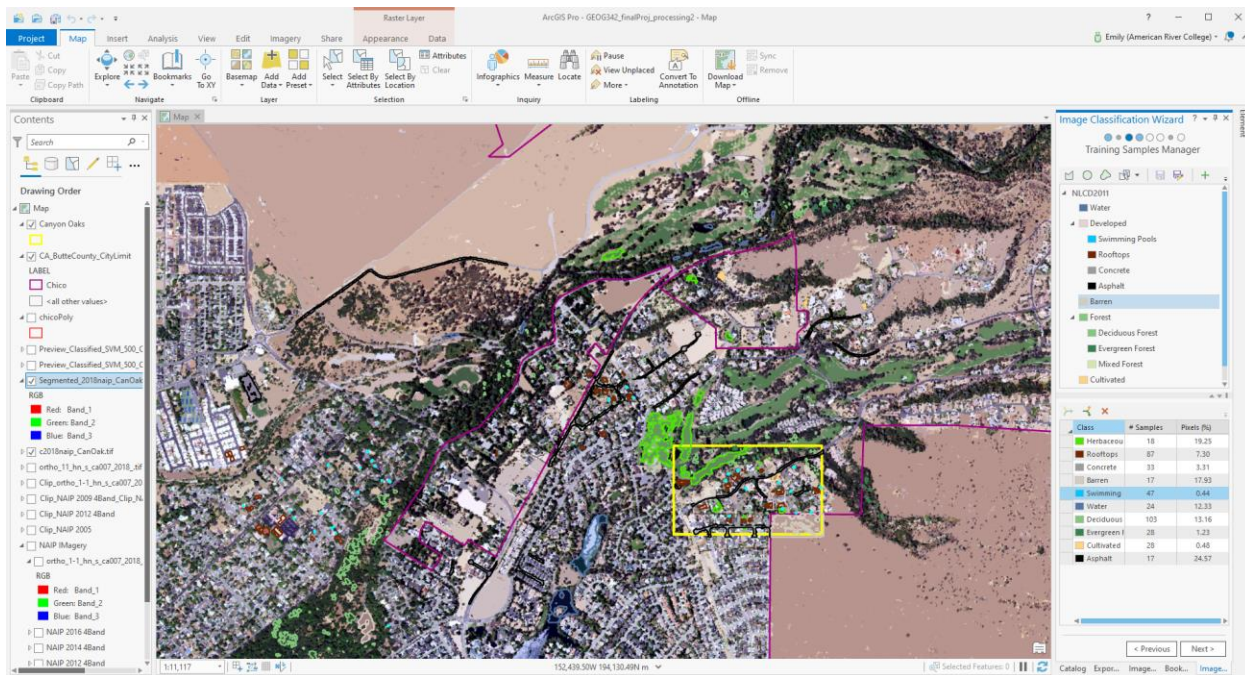 Raster Layer
ArcGIS Pro - GEOG342_finalProj_processing2 - Map
?
Project Map Insert Analysis View Edit Imagery Share Appearance Data
Emily (American River College)
Paste
Cut
Copy
Copy Path
Clipboard
Explore
Bookmarks
Go To XY
Navigate
Basemap
Add Data
Add Preset
Layer
Select
Select By Attributes
Select By Location
Attributes
Clear
Selection
Infographics
Measure
Locate
Inquiry
Pause
View Unplaced
More
Convert To Annotation
Labeling
Download Map
Sync
Remove
Offline
Contents
Search
Drawing Order
Map
Canyon Oaks
CA_ButteCounty_CityLimit
LABEL
Chico
<all other values>
chicoPoly
Preview_Classified_SVM_500_C
Preview_Classified_SVM_500_C
Segmented_2018naip_CanOak
RGB
Red: Band_1
Green: Band_2
Blue: Band_3
c2018naip_CanOak.tif
ortho_11_hn_s_ca007_2018_.tif
Clip_ortho_1-1_hn_s_ca007_20
Clip_NAIP 2009 4Band_Clip_N
Clip_NAIP 2012 4Band
Clip_NAIP 2005
NAIP IMagery
ortho_1-1_hn_s_ca007_2018_
RGB
Red: Band_1
Green: Band_2
Blue: Band_3
NAIP 2016 4Band
NAIP 2014 4Band
NAIP 2012 4Band
Map
1:11,117
152,439.50W 194,130.49N m
Selected Features: 0
Image Classification Wizard
?
Training Samples Manager
NLCD2011
Water
Developed
Swimming Pools
Rooftops
Concrete
Asphalt
Barren
Forest
Deciduous Forest
Evergreen Forest
Mixed Forest
Cultivated
Class # Samples Pixels (%)
Herbaceou 18 19.25
Rooftops 87 7.30
Concrete 33 3.31
Barren 17 17.93
Swimming 47 0.44
Water 24 12.33
Deciduous 103 13.16
Evergreen 28 1.23
Cultivated 28 0.48
Asphalt 17 24.57
< Previous Next >
Catalog Expor... Image... Book... Image...
Element